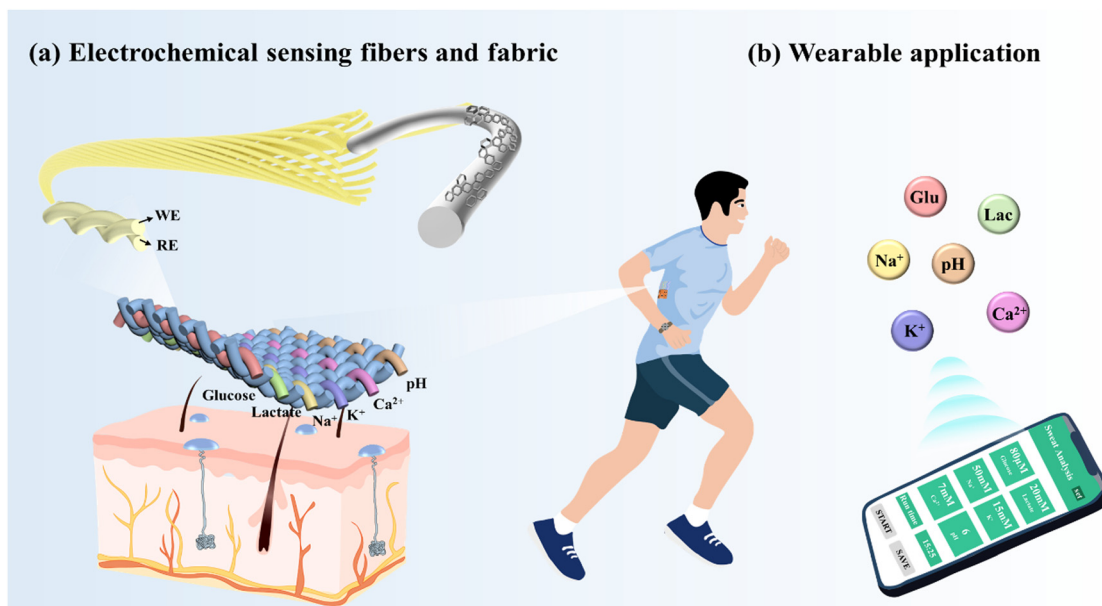 (a) Electrochemical sensing fibers and fabric
(b) Wearable application
WE
RE
Glu
Lac
Na⁺
pH
Ca²⁺
K⁺
pH
Ca²⁺
K⁺
Na⁺
Lactate
Glucose
Sweat Analysis
80μM
Glucose
20mM
Lactate
50mM
Na⁺
15mM
K⁺
7mM
Ca²⁺
6
pH
Run time
15:25
START
SAVE